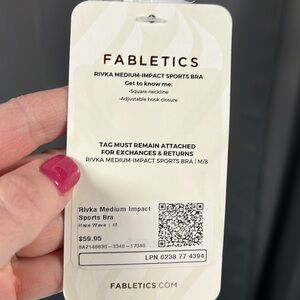 FABLETICS
RIVKA MEDIUM-IMPACT SPORTS BRA
Get to know me:
-Square neckline
-Adjustable hook closure
TAG MUST REMAIN ATTACHED
FOR EXCHANGES & RETURNS
RIVKA MEDIUM-IMPACT SPORTS BRA | M/8
Rivka Medium Impact
Sports Bra
$59.95
LPN 0238 77 4394
FABLETICS.COM